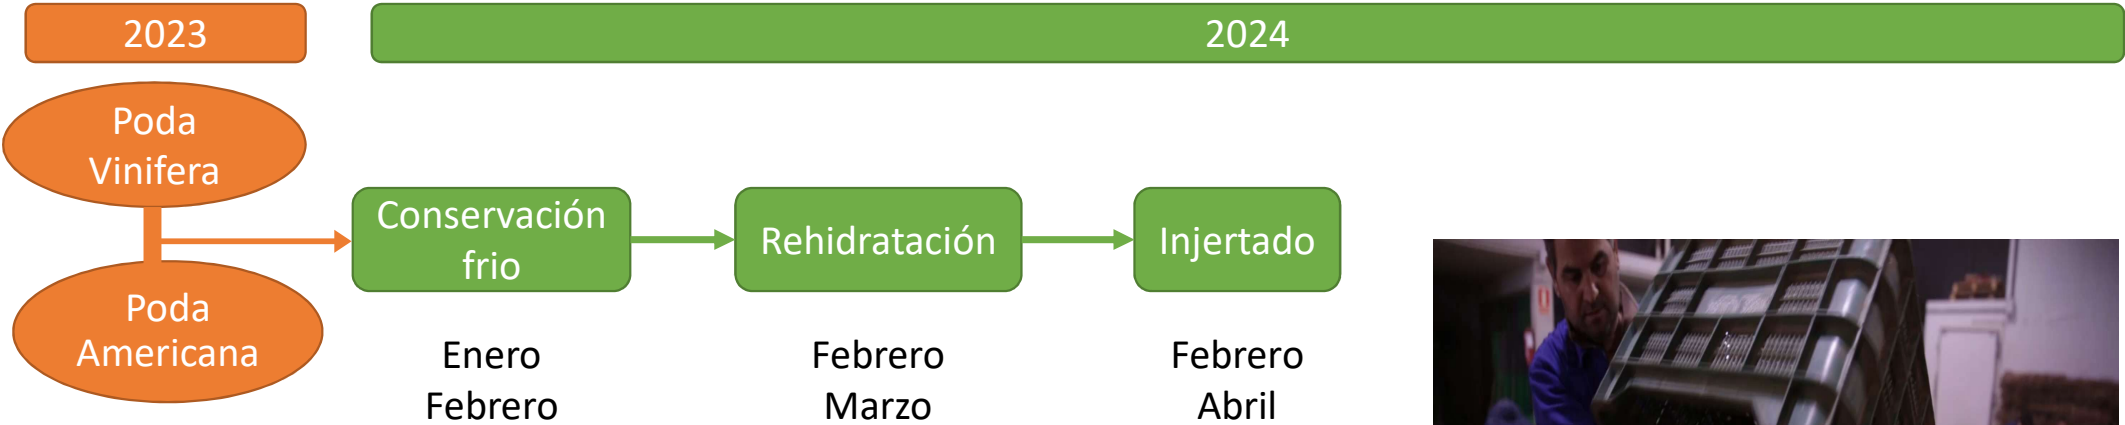 2023
2024
Poda
Vinifera
Poda
Americana
Conservación
frio
Rehidratación
Injertado
Enero
Febrero
Febrero
Marzo
Febrero
Abril